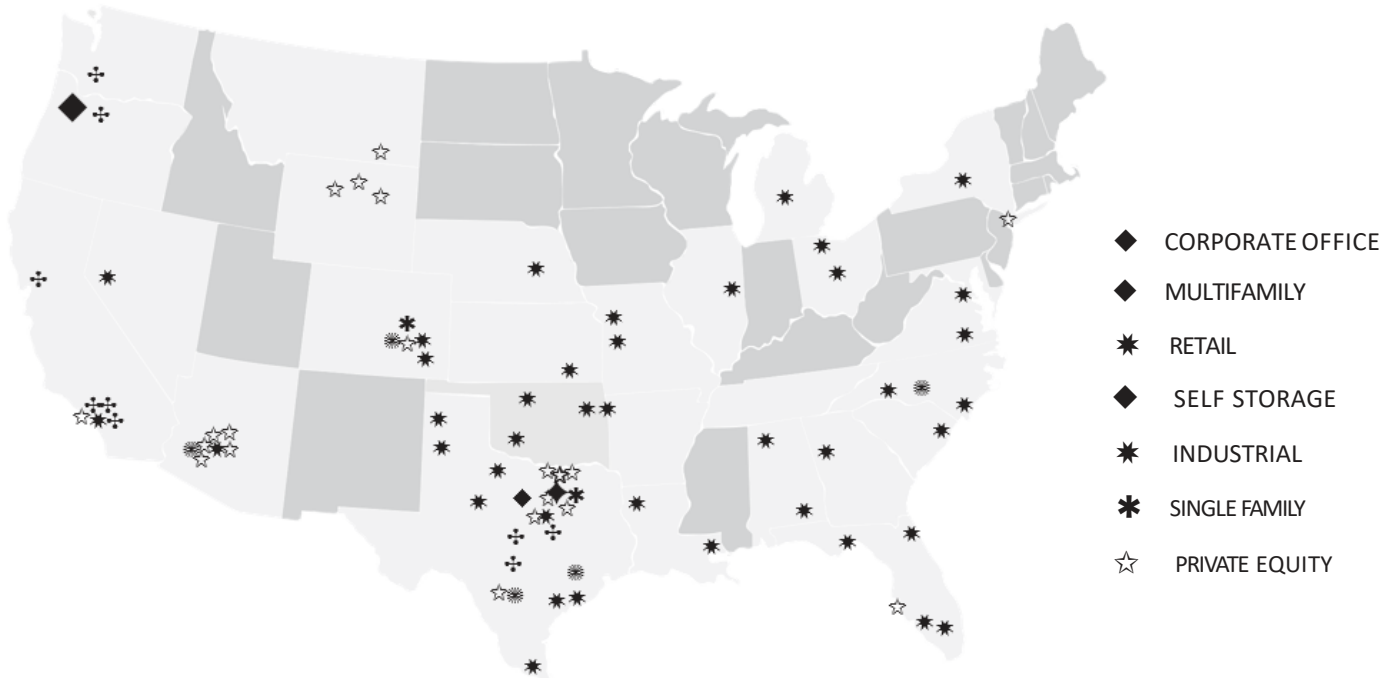 CORPORATE OFFICE
MULTIFAMILY
RETAIL
SELF STORAGE
INDUSTRIAL
SINGLE FAMILY
PRIVATE EQUITY